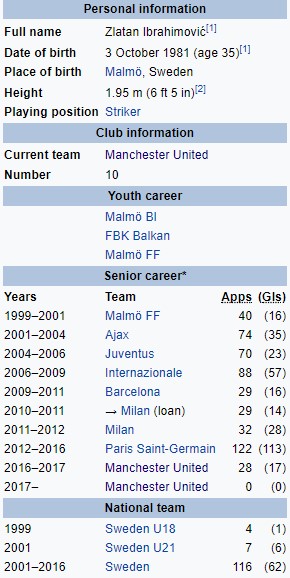 Personal information
Full name Zlatan Ibrahimović[1]
Date of birth 3 October 1981 (age 35)[1]
Place of birth Malmö, Sweden
Height 1.95 m (6 ft 5 in)[2]
Playing position Striker
Club information
Current team Manchester United
Number 10
Youth career
Malmö BI
FBK Balkan
Malmö FF
Senior career*
Years Team Apps (Gls)
1999–2001 Malmö FF 40 (16)
2001–2004 Ajax 74 (35)
2004–2006 Juventus 70 (23)
2006–2009 Internazionale 88 (57)
2009–2011 Barcelona 29 (16)
2010–2011 → Milan (loan) 29 (14)
2011–2012 Milan 32 (28)
2012–2016 Paris Saint-Germain 122 (113)
2016–2017 Manchester United 28 (17)
2017– Manchester United 0 (0)
National team
1999 Sweden U18 4 (1)
2001 Sweden U21 7 (6)
2001–2016 Sweden 116 (62)